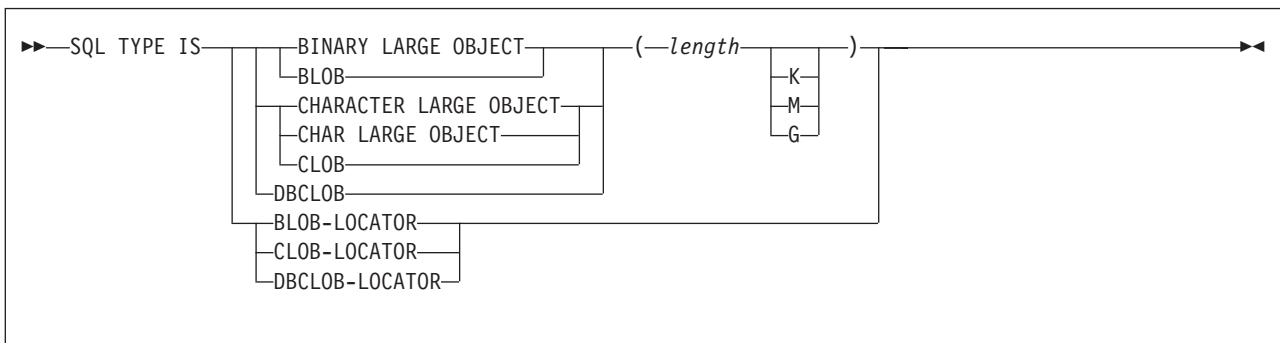 SQL TYPE IS BINARY LARGE OBJECT ( length )
BLOB K
CHARACTER LARGE OBJECT M
CHAR LARGE OBJECT G
CLOB
DBCLOB
BLOB-LOCATOR
CLOB-LOCATOR
DBCLOB-LOCATOR